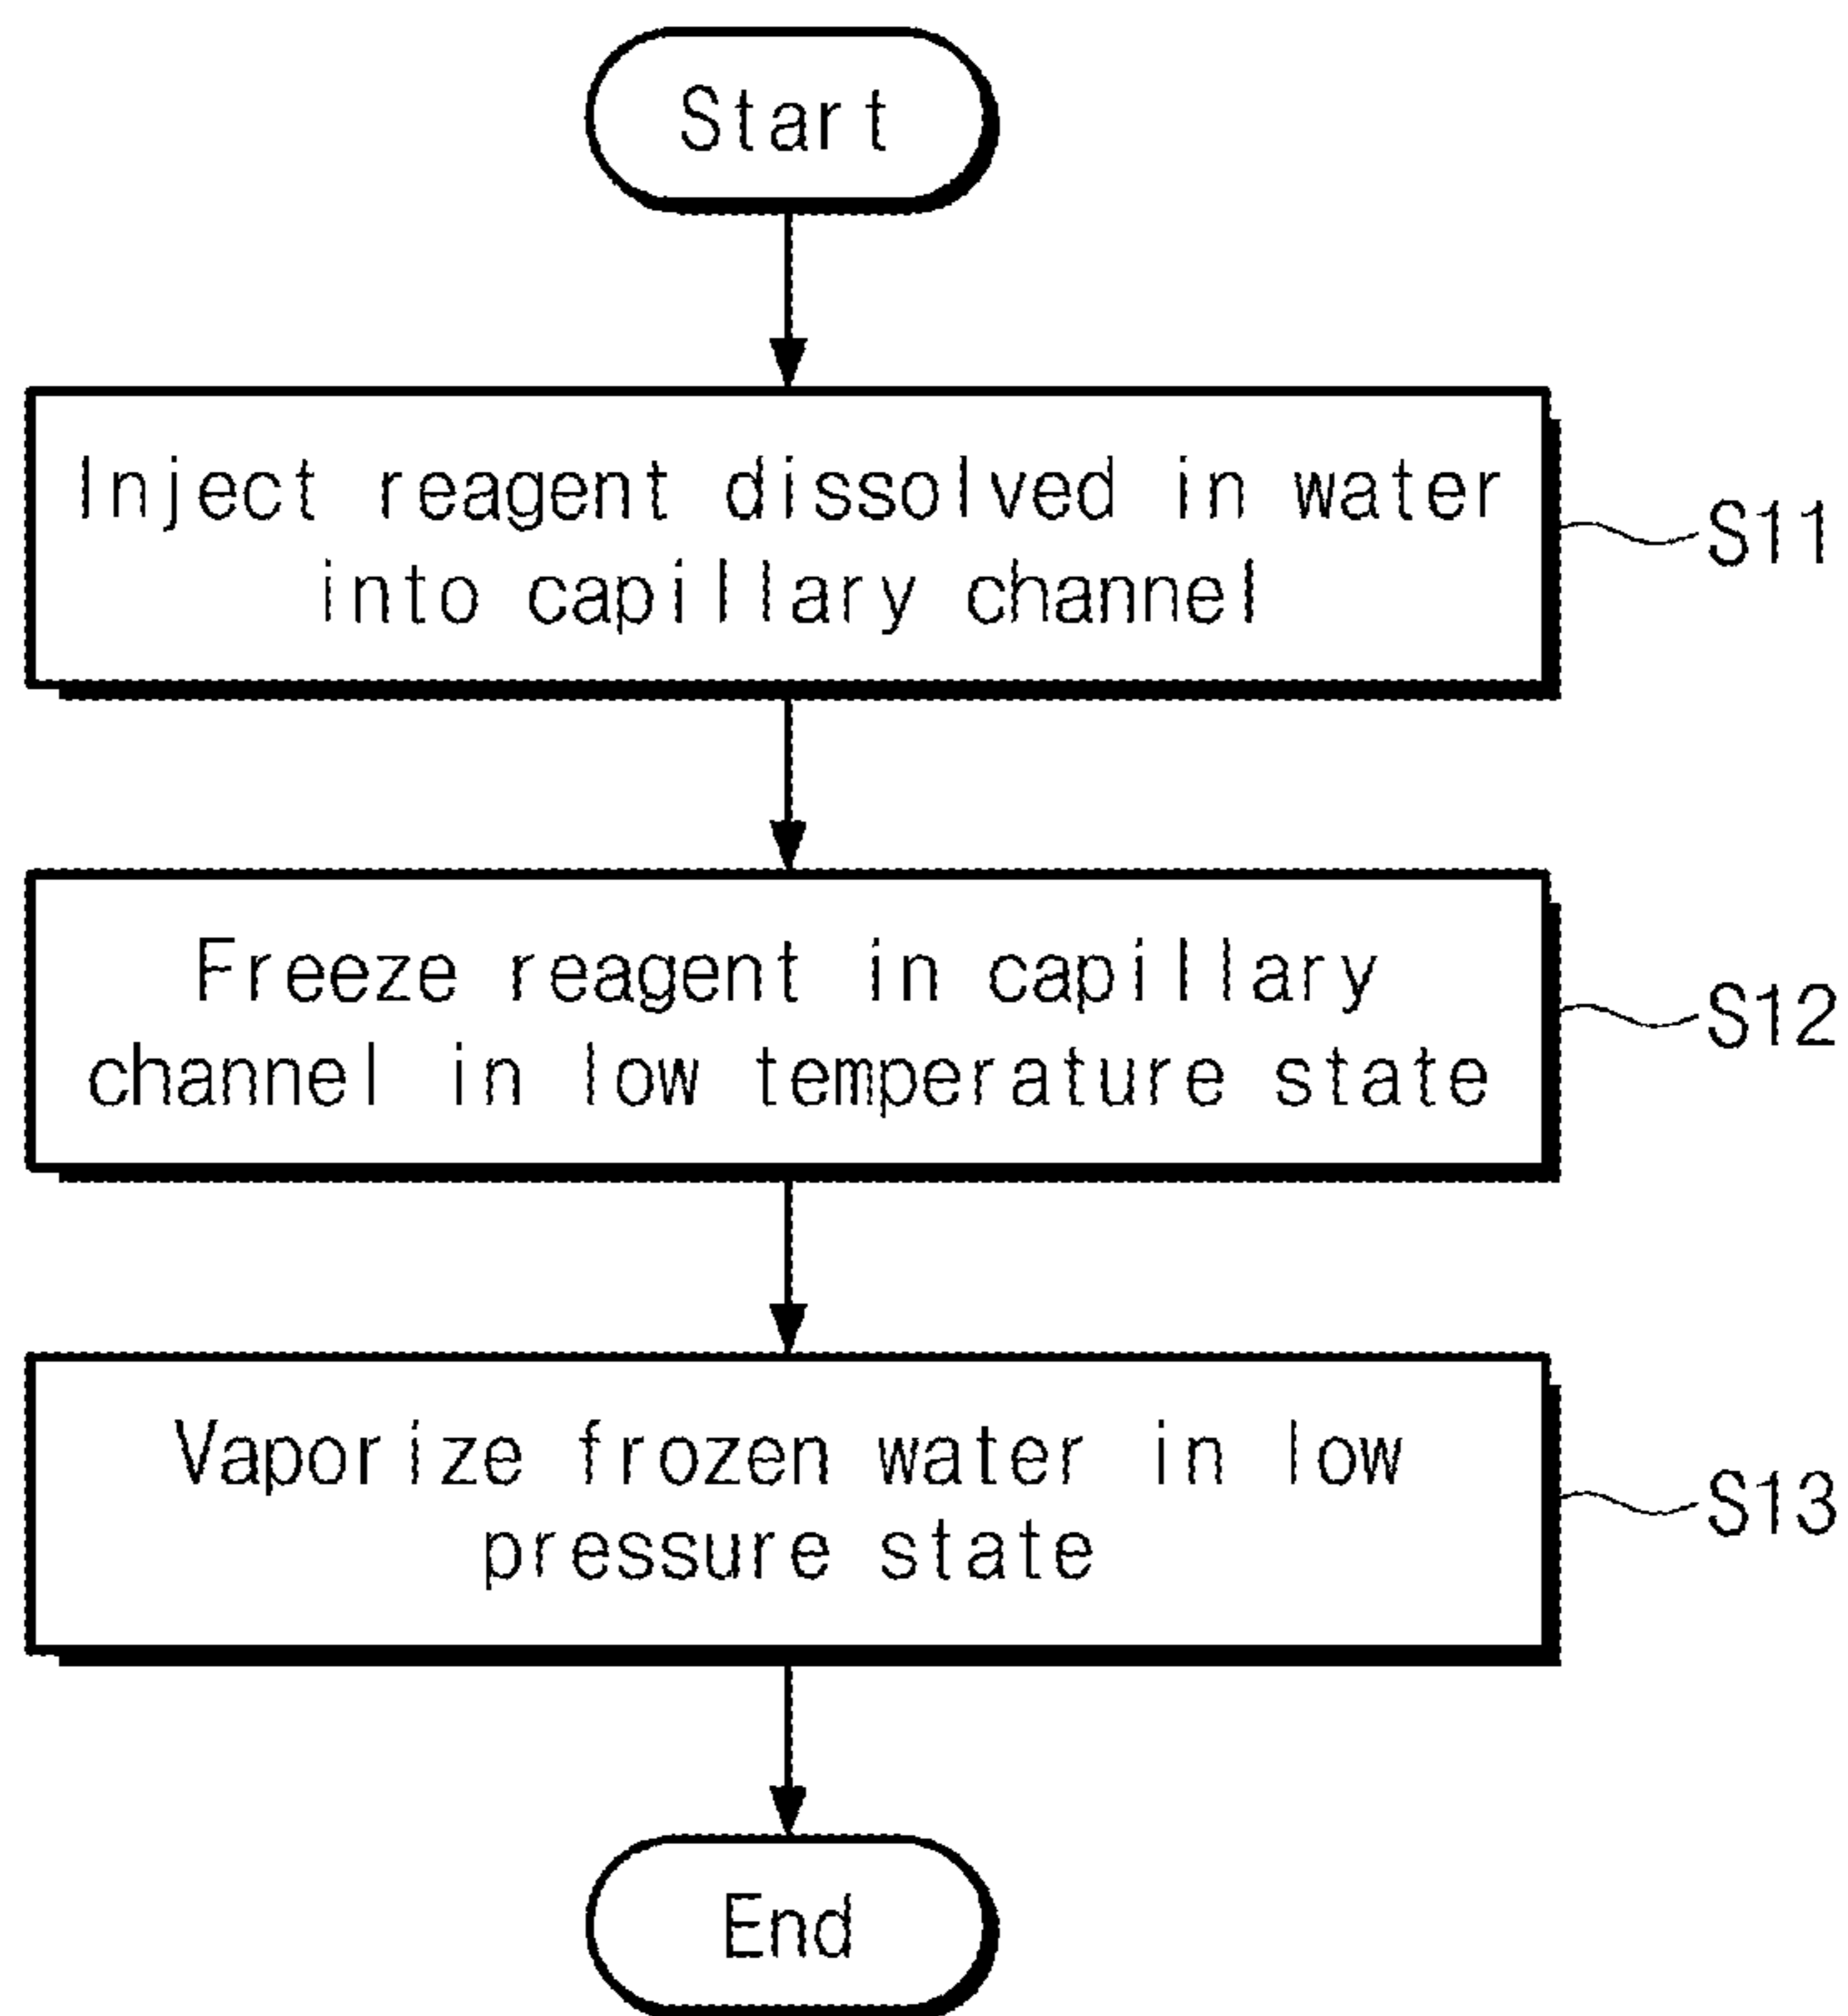 Start
Inject reagent dissolved in water
into capillary channel
S11
Freeze reagent in capillary
channel in low temperature state
S12
Vaporize frozen water in low
pressure state
S13
End